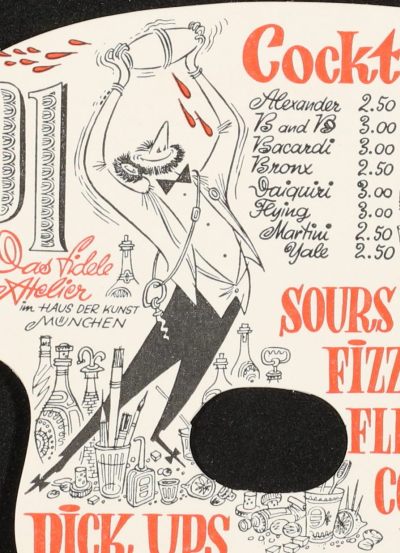 Cockt
Alexander 2.50
B and B 3.00
Bacardi 3.00
Bronx 2.50
Daiquiri 3.00
Flying 3.00
Martini 2.50
Yale 2.50
Das fidele
Atelier
im HAUS DER KUNST
MÜNCHEN
SOURS
FIZZ
FLI
CO
PICK UPS